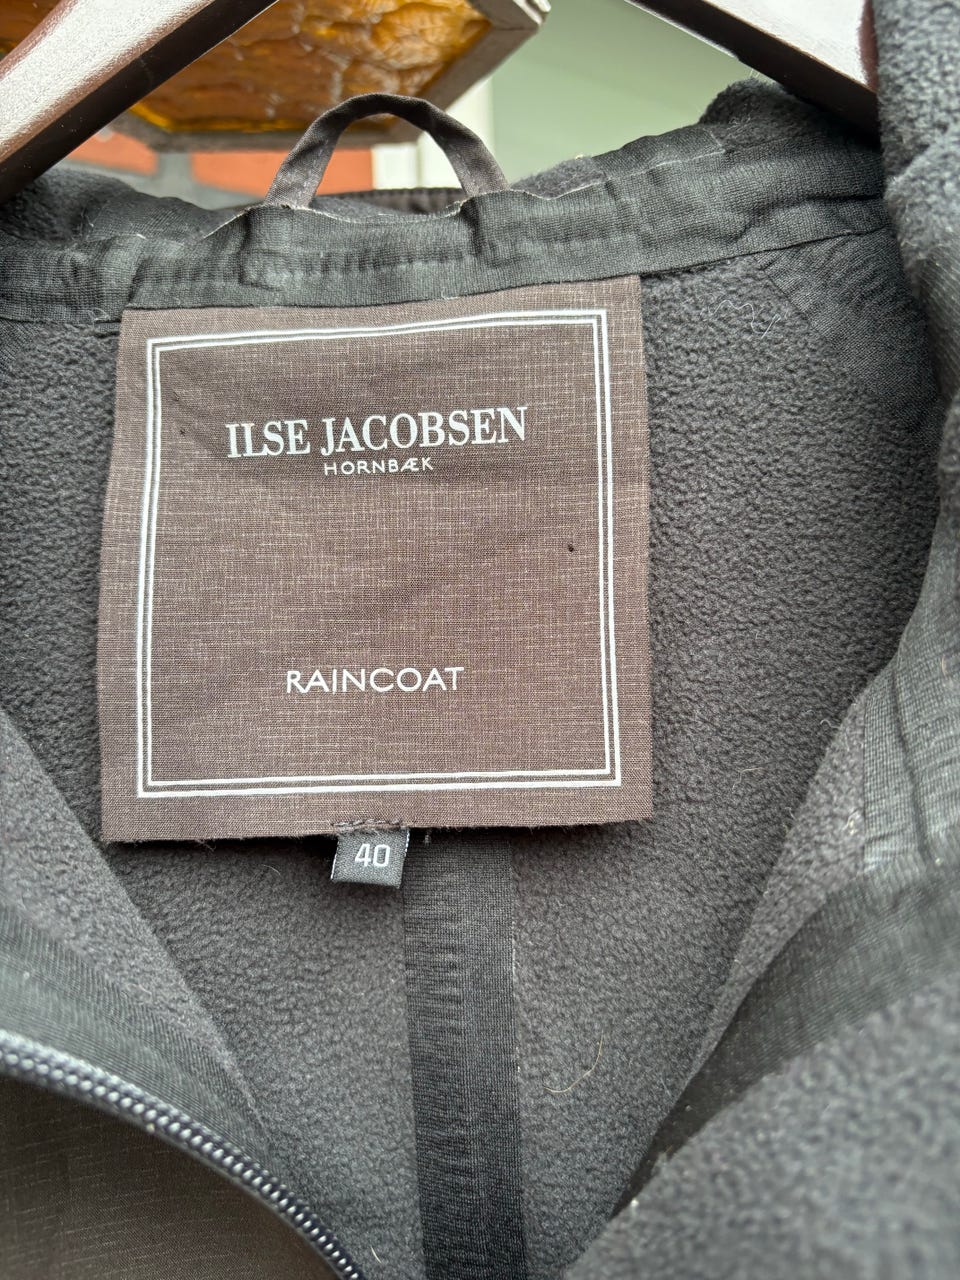 ILSE JACOBSEN
HORNBÆK
RAINCOAT
40